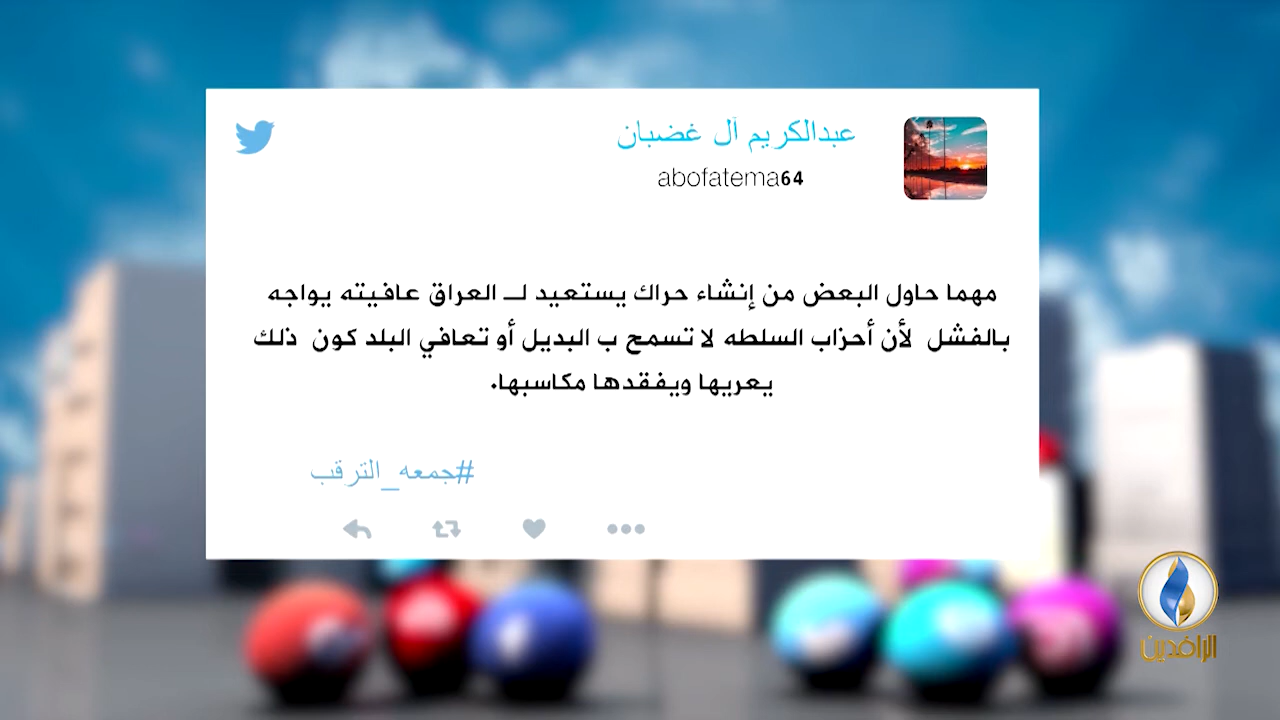 عبدالكريم آل غضبان
abofatema64
مهما حاول البعض من إنشاء حراك يستعيد لـ العراق عافيته يواجه
بالفشل لأن أحزاب السلطه لا تسمح ب البديل أو تعافي البلد كون ذلك
يعريها ويفقدها مكاسبها.
#جمعه_الترقب
الرافدين